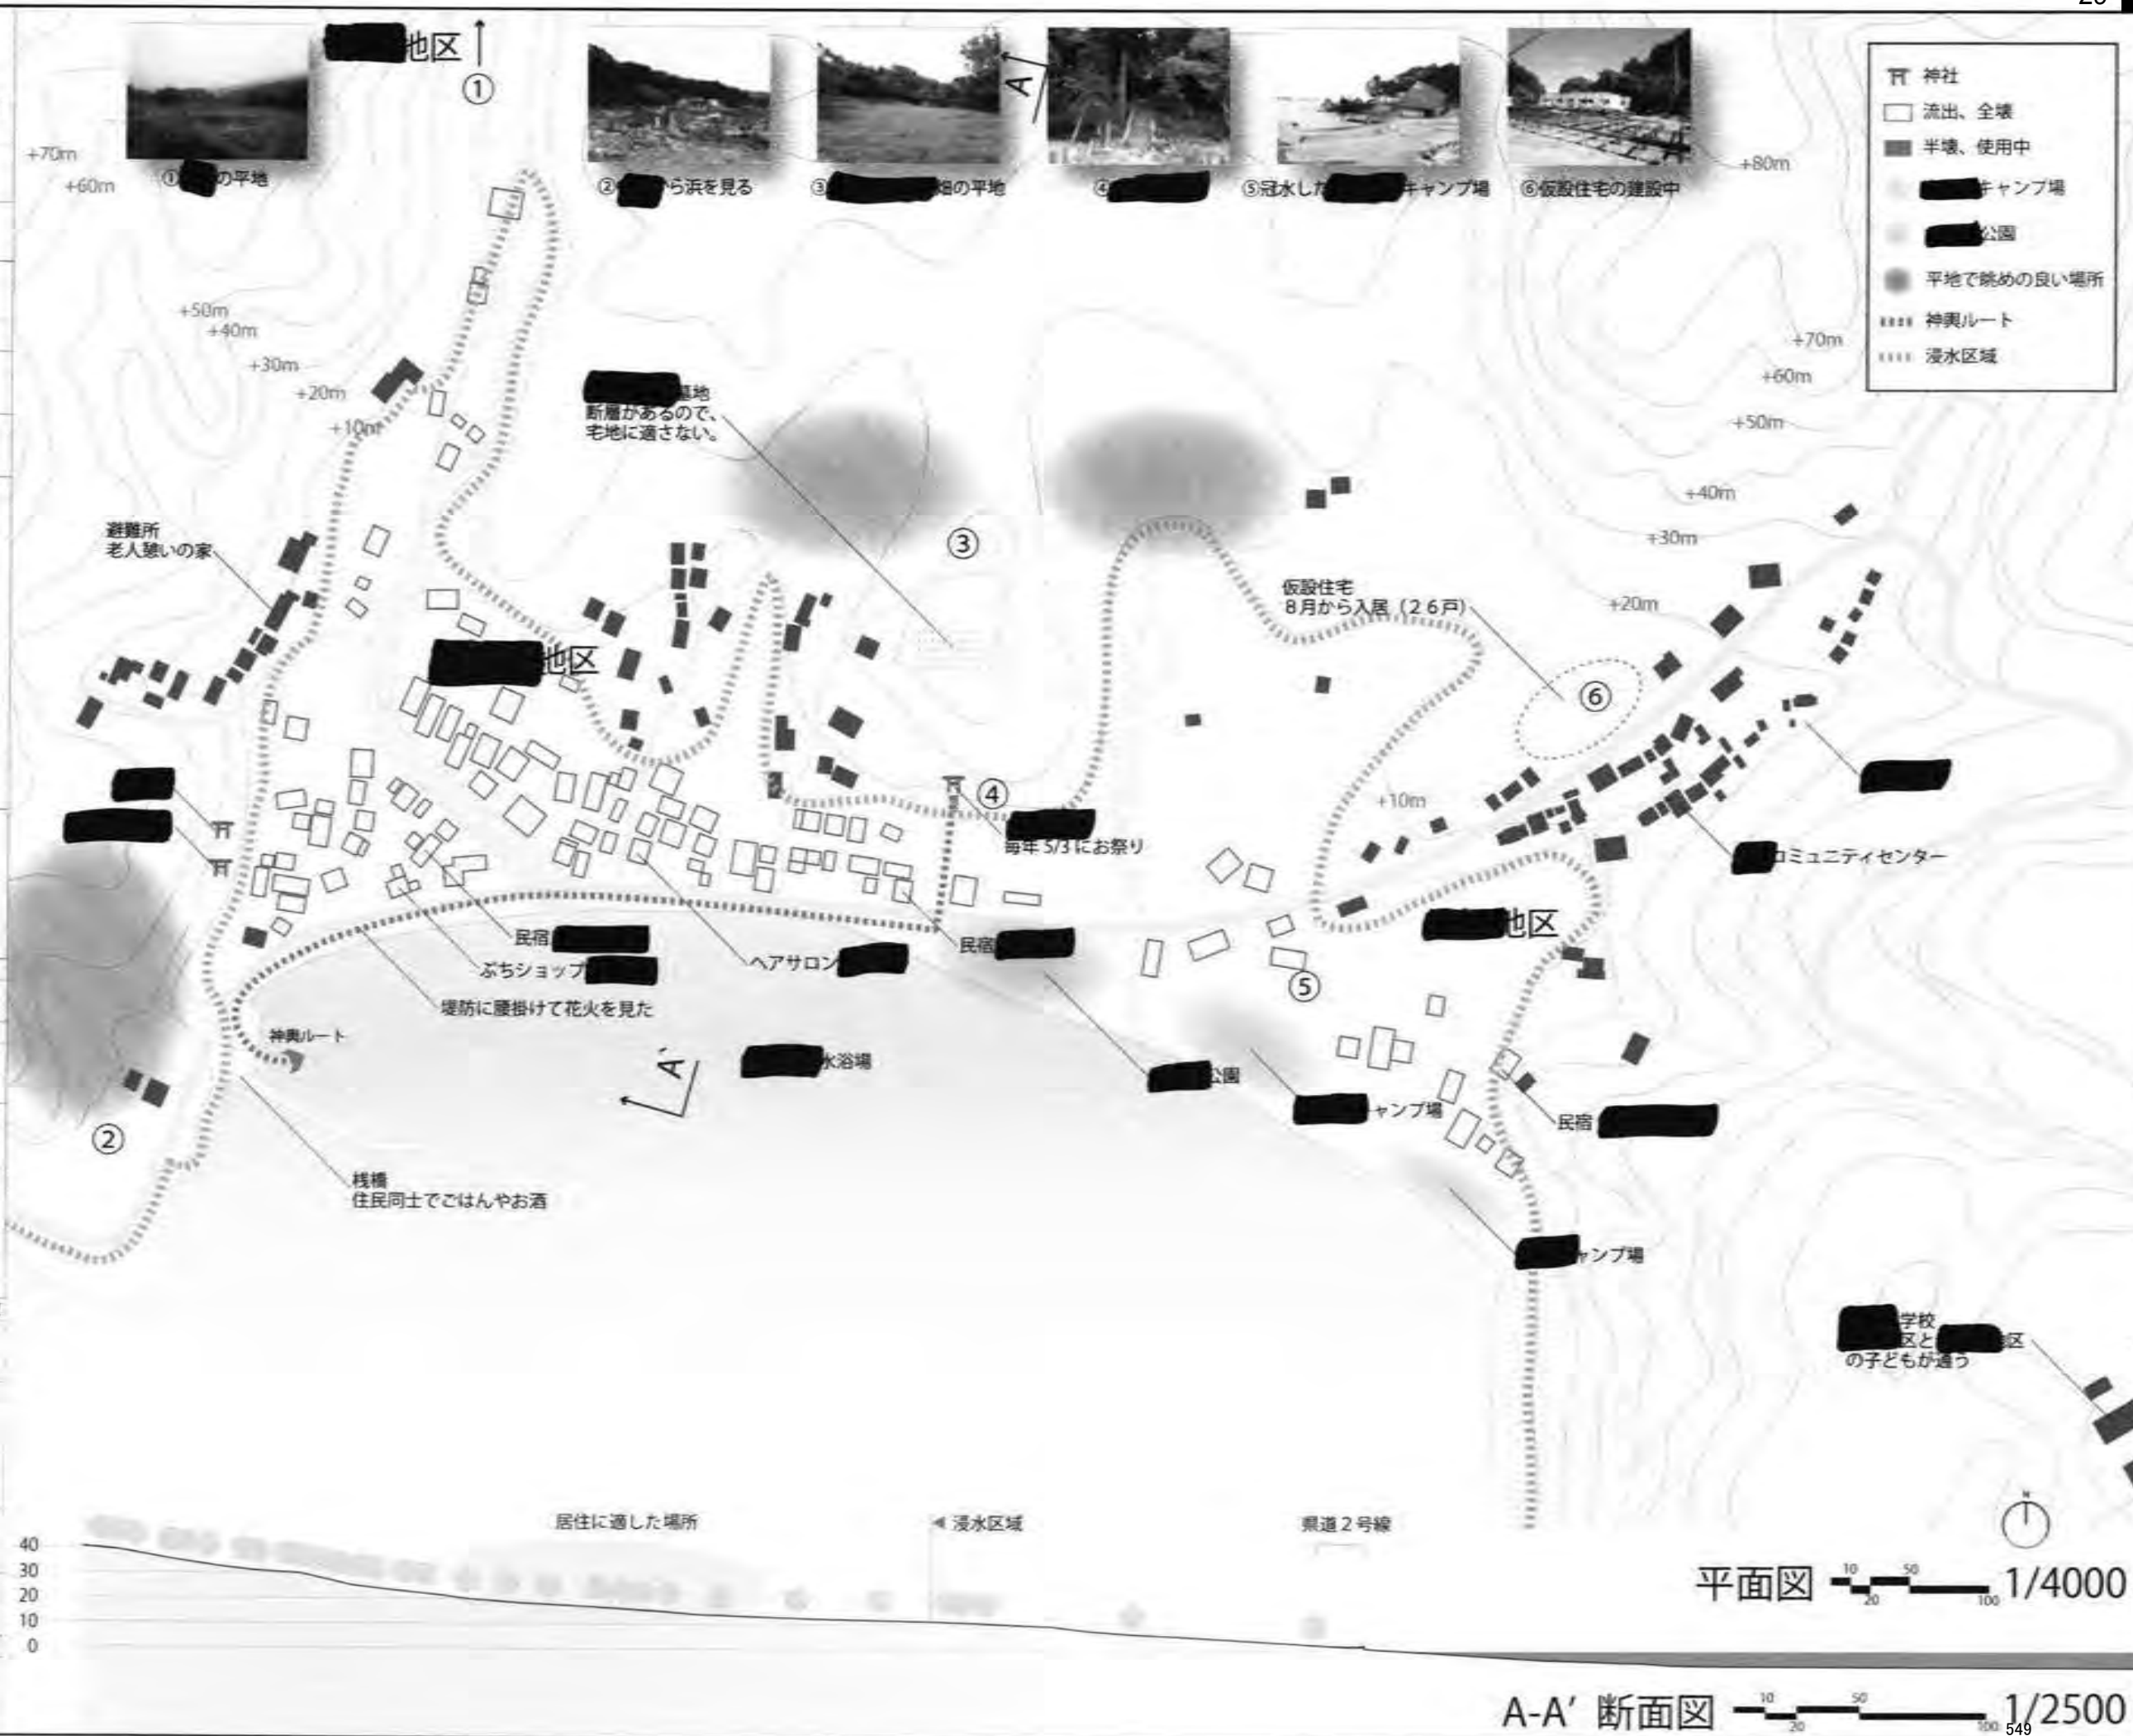 地区
①
A
+70m
+60m
①
の平地
②
から浜を見る
③
畑の平地
④
⑤冠水した
キャンプ場
⑥仮設住宅の建設中
+80m
神社
流出、全壊
半壊、使用中
キャンプ場
公園
平地で眺めの良い場所
神輿ルート
浸水区域
+50m
+40m
+30m
+20m
+10m
墓地
断層があるので、
宅地に適さない。
+70m
+60m
+50m
+40m
+30m
+20m
+10m
避難所
老人憩いの家
③
仮設住宅
8月から入居(26戸)
⑥
地区
④
毎年 5/3 にお祭り
コミュニティセンター
地区
民宿
ぷちショップ
ヘアサロン
民宿
⑤
堤防に腰掛けて花火を見た
神輿ルート
A'
水浴場
公園
ャンプ場
民宿
②
桟橋
住民同士でごはんやお酒
ャンプ場
学校
区と
区
の子どもが通う
N
居住に適した場所
浸水区域
県道2号線
40
30
20
10
0
平面図
10
50
20
100
1/4000
A-A' 断面図
10
50
20
100
1/2500
549